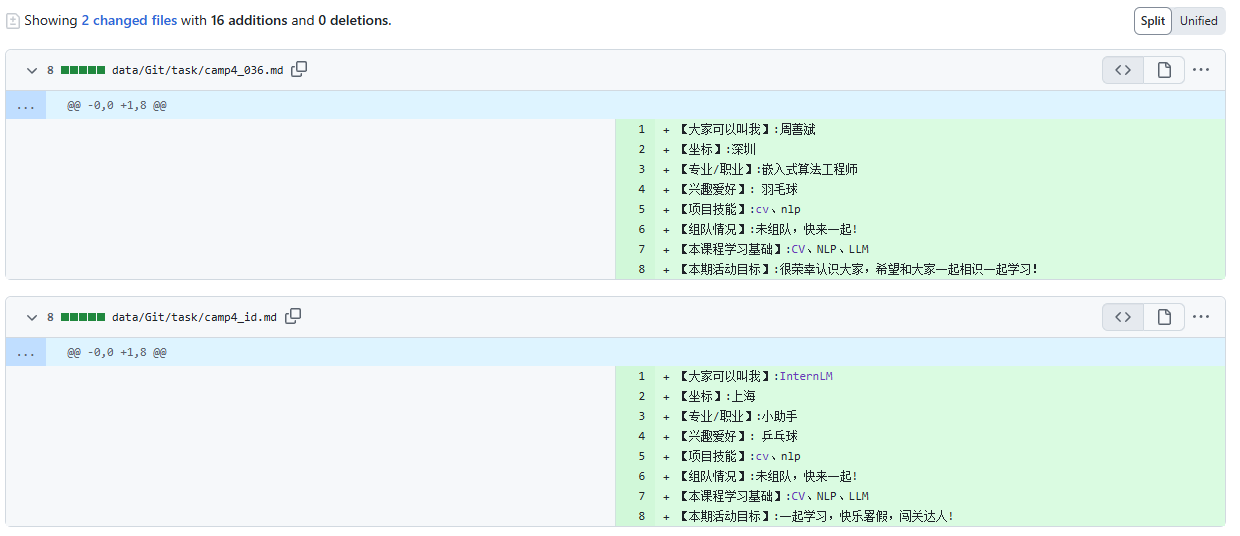 Showing 2 changed files with 16 additions and 0 deletions.
Split Unified
8 data/Git/task/camp4_036.md
... @@ -0,0 +1,8 @@
1 + 【大家可以叫我】:周善斌
2 + 【坐标】:深圳
3 + 【专业/职业】:嵌入式算法工程师
4 + 【兴趣爱好】: 羽毛球
5 + 【项目技能】:cv、nlp
6 + 【组队情况】:未组队，快来一起!
7 + 【本课程学习基础】:CV、NLP、LLM
8 + 【本期活动目标】:很荣幸认识大家，希望和大家一起相识一起学习!
8 data/Git/task/camp4_id.md
... @@ -0,0 +1,8 @@
1 + 【大家可以叫我】:InternLM
2 + 【坐标】:上海
3 + 【专业/职业】:小助手
4 + 【兴趣爱好】: 乒乓球
5 + 【项目技能】:cv、nlp
6 + 【组队情况】:未组队，快来一起!
7 + 【本课程学习基础】:CV、NLP、LLM
8 + 【本期活动目标】:一起学习，快乐暑假，闯关达人!